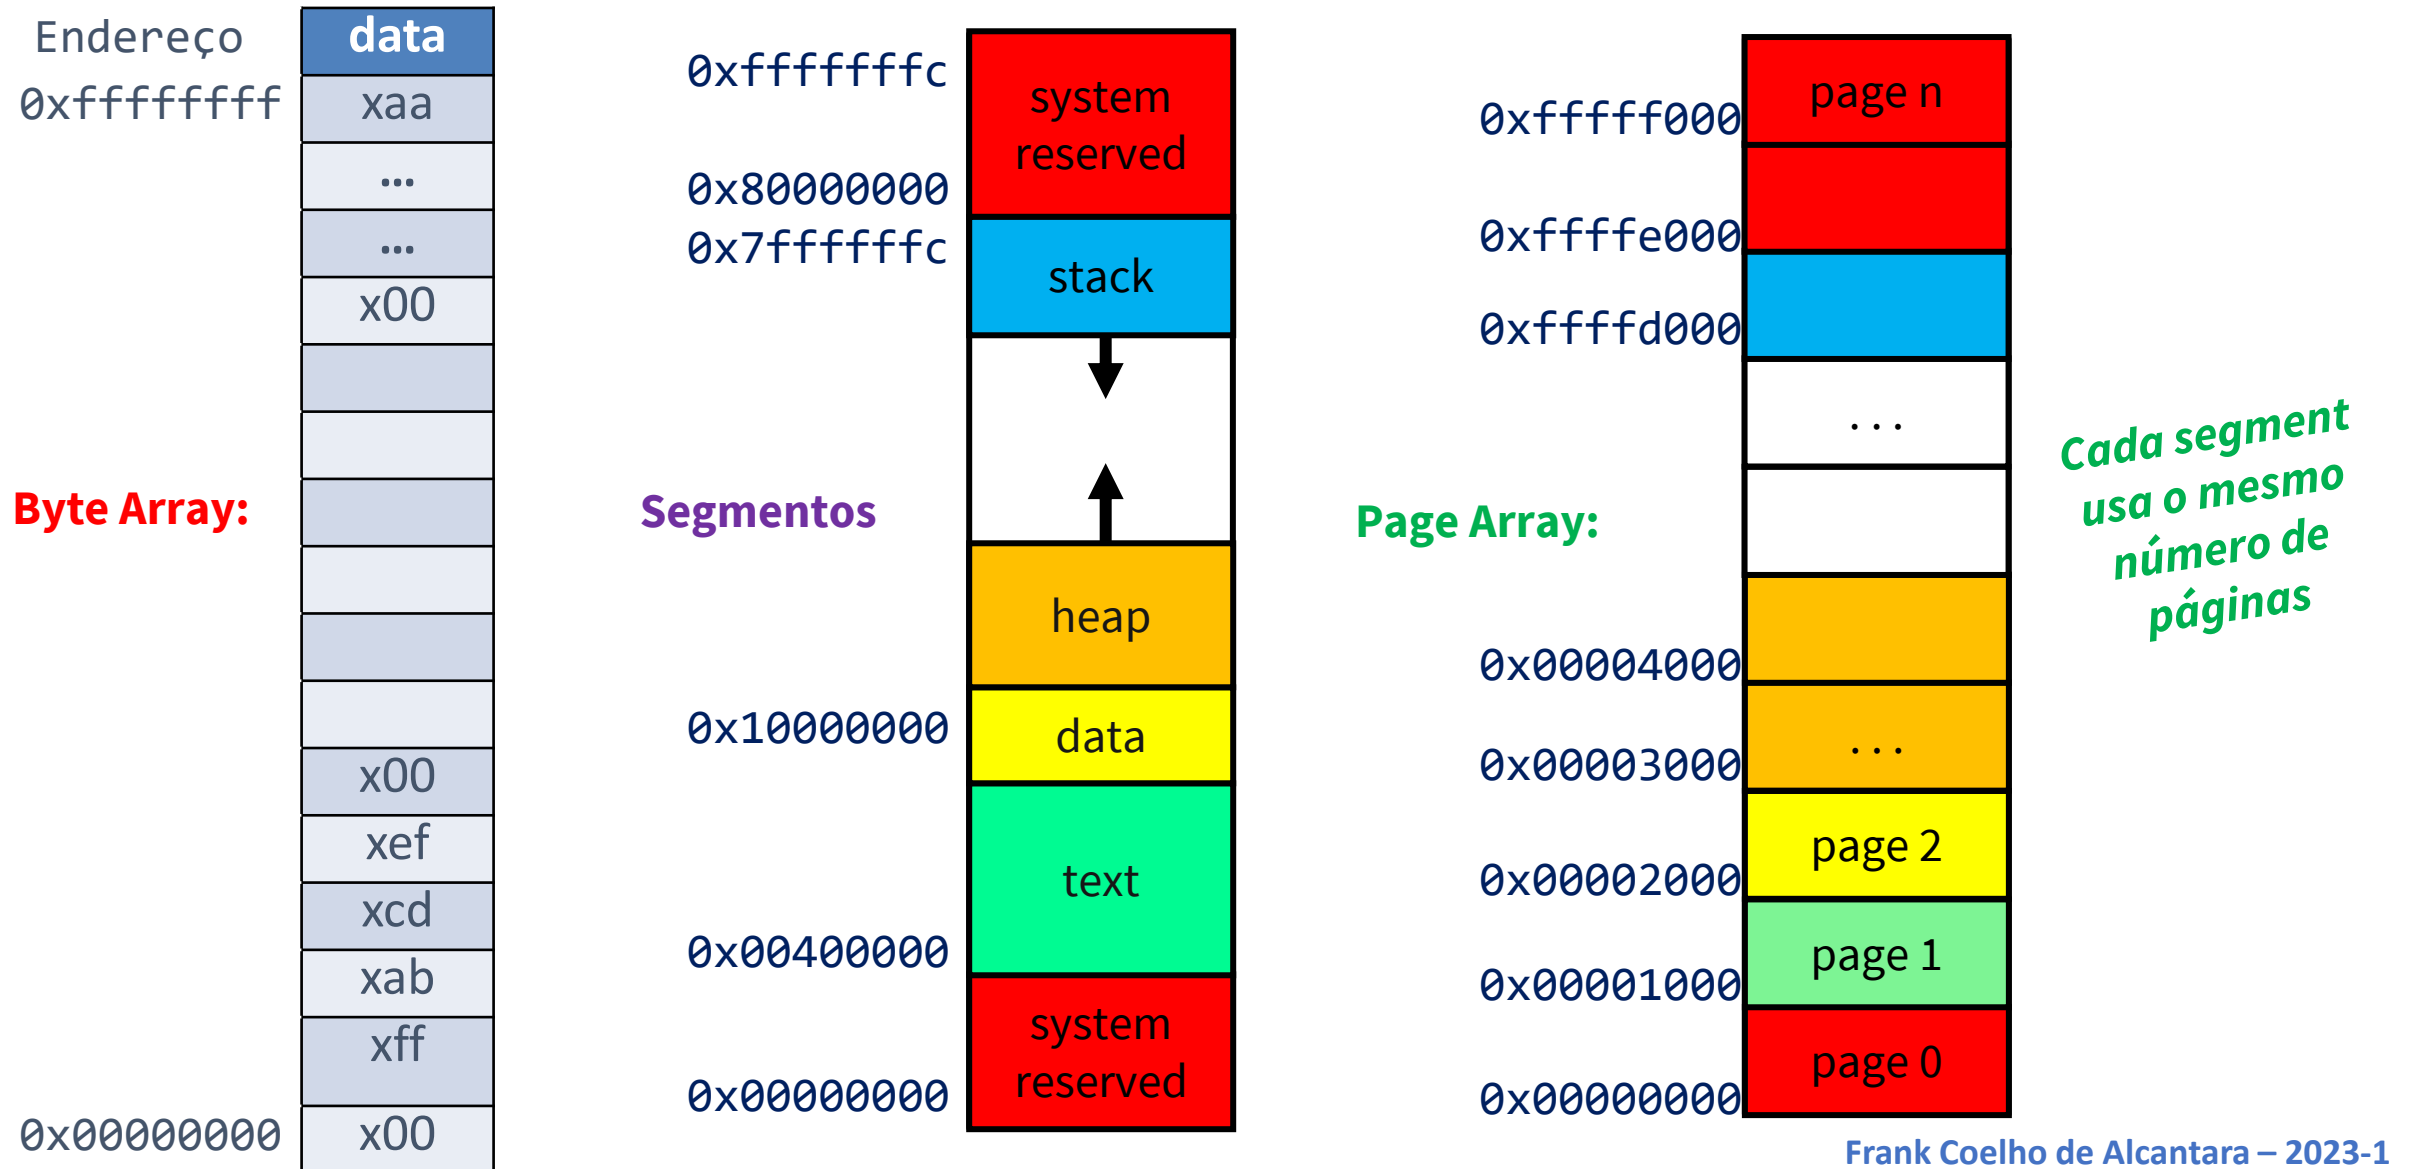 Endereço
data
0xffffffff
xaa
...
...
x00
Byte Array:
x00
xef
xcd
xab
xff
0x00000000
x00
0xfffffffc
system
reserved
0x80000000
0x7ffffffc
stack
Segmentos
heap
0x10000000
data
text
0x00400000
system
reserved
0x00000000
page n
0xfffff000
0xffffe000
0xffffd000
...
Page Array:
0x00004000
...
0x00003000
page 2
0x00002000
page 1
0x00001000
page 0
0x00000000
Cada segment
usa o mesmo
número de
páginas
Frank Coelho de Alcantara – 2023-1